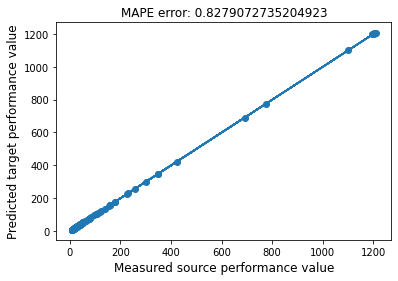 MAPE error: 0.8279072735204923
Predicted target performance value
1200
1000
800
600
400
200
0
0 200 400 600 800 1000 1200
Measured source performance value